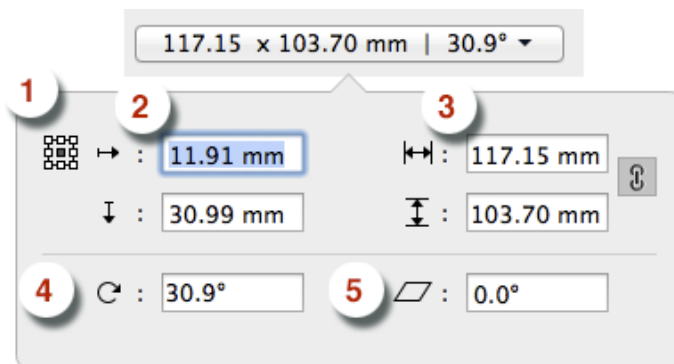 117.15 x 103.70 mm | 30.9°
1 2 3
: 11.91 mm : 117.15 mm
: 30.99 mm : 103.70 mm
4 : 30.9° 5 : 0.0°